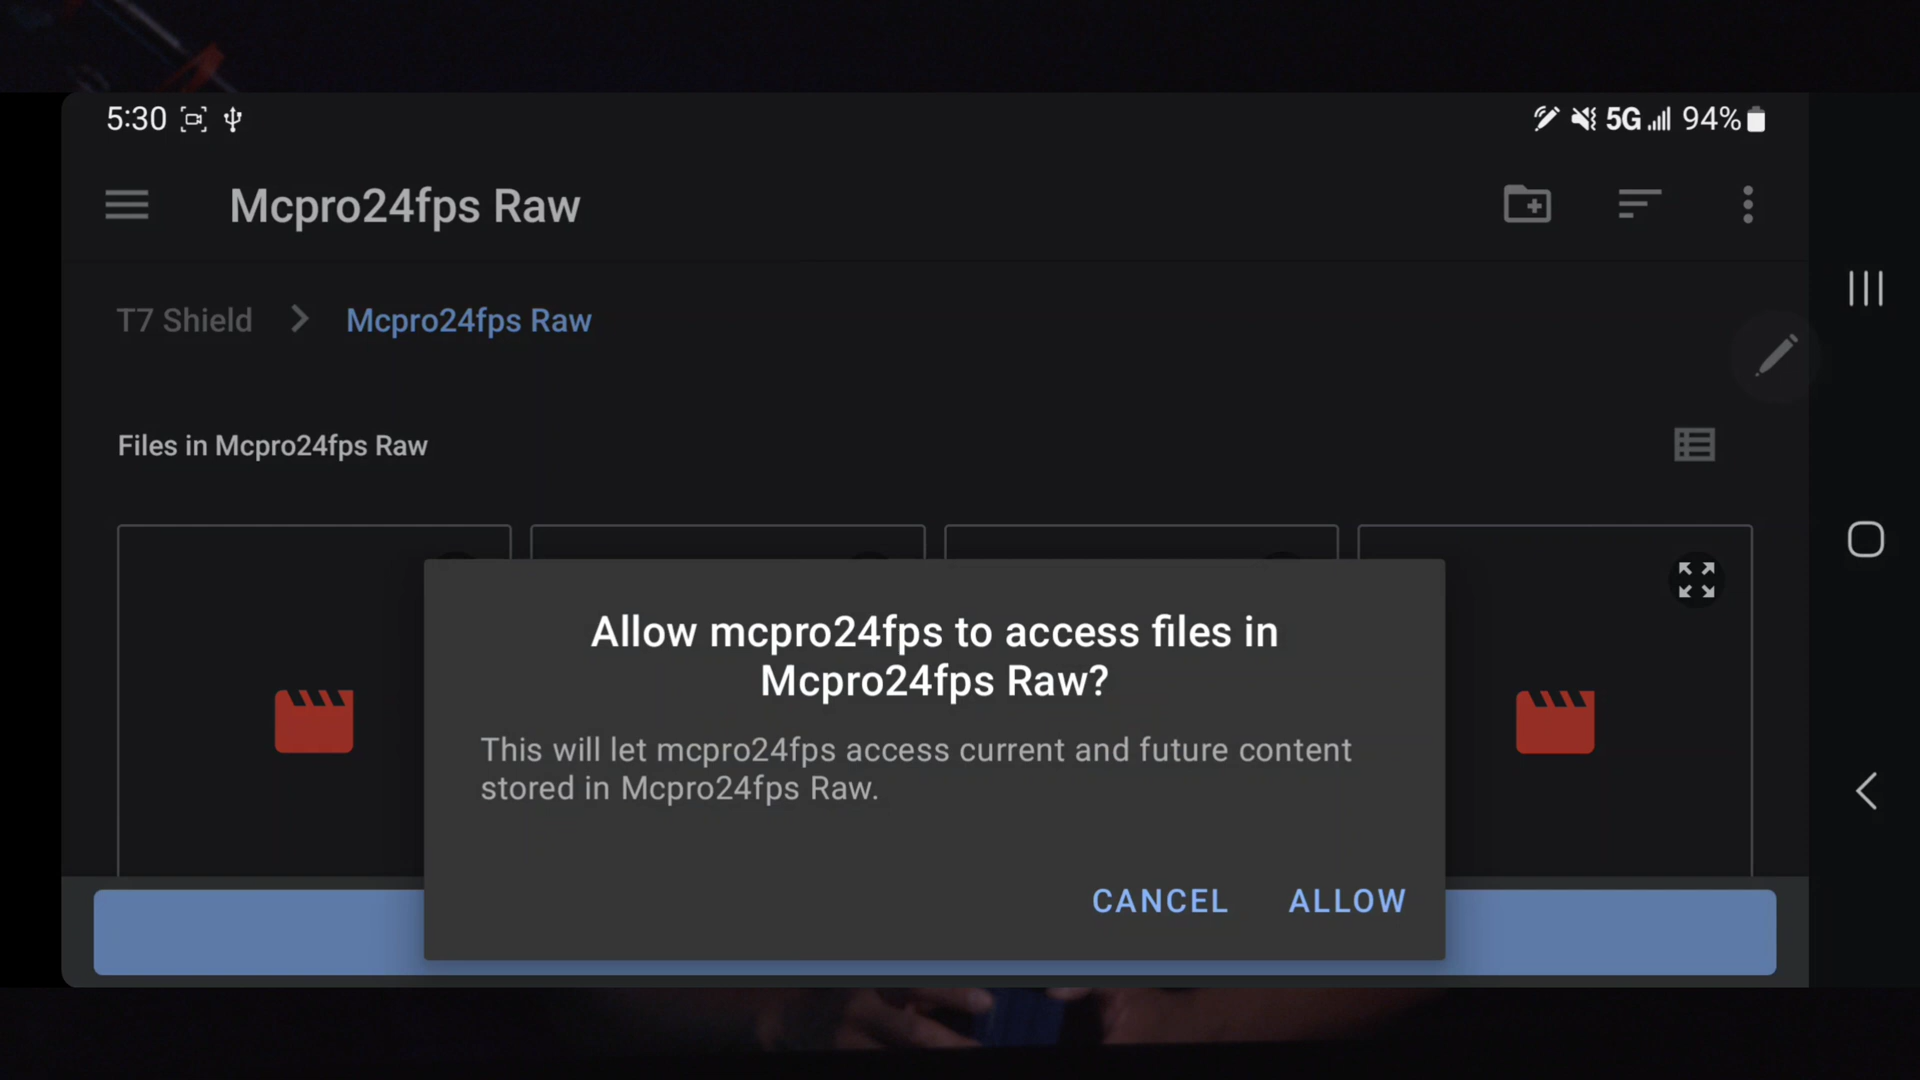 5:30 5G 94%
Mcpro24fps Raw
T7 Shield Mcpro24fps Raw
Files in Mcpro24fps Raw
Allow mcpro24fps to access files in
Mcpro24fps Raw?
This will let mcpro24fps access current and future content
stored in Mcpro24fps Raw.
CANCEL ALLOW